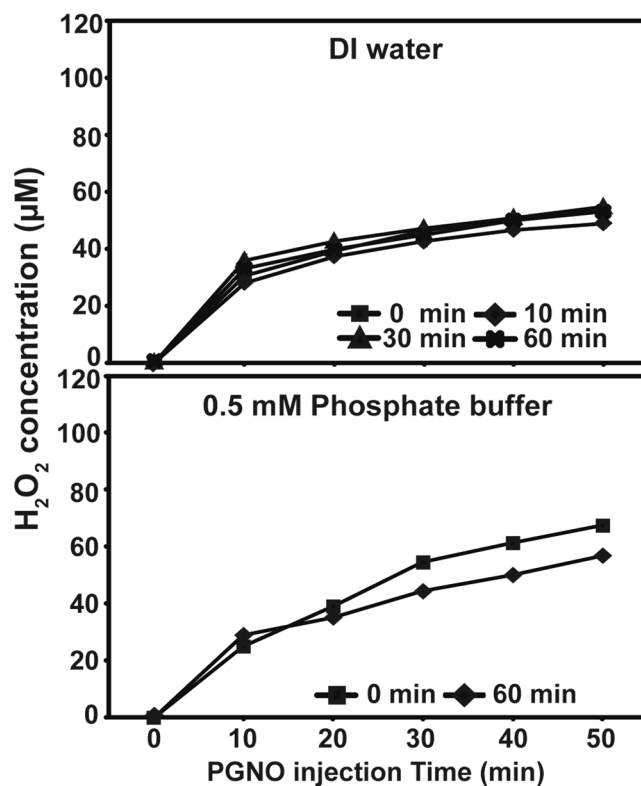 120
DI water
100
80
60
40
20
0
0 min 10 min
30 min 60 min
H₂O₂ concentration (µM)
120
0.5 mM Phosphate buffer
100
80
60
40
20
0
0 min 60 min
0 10 20 30 40 50
PGNO injection Time (min)